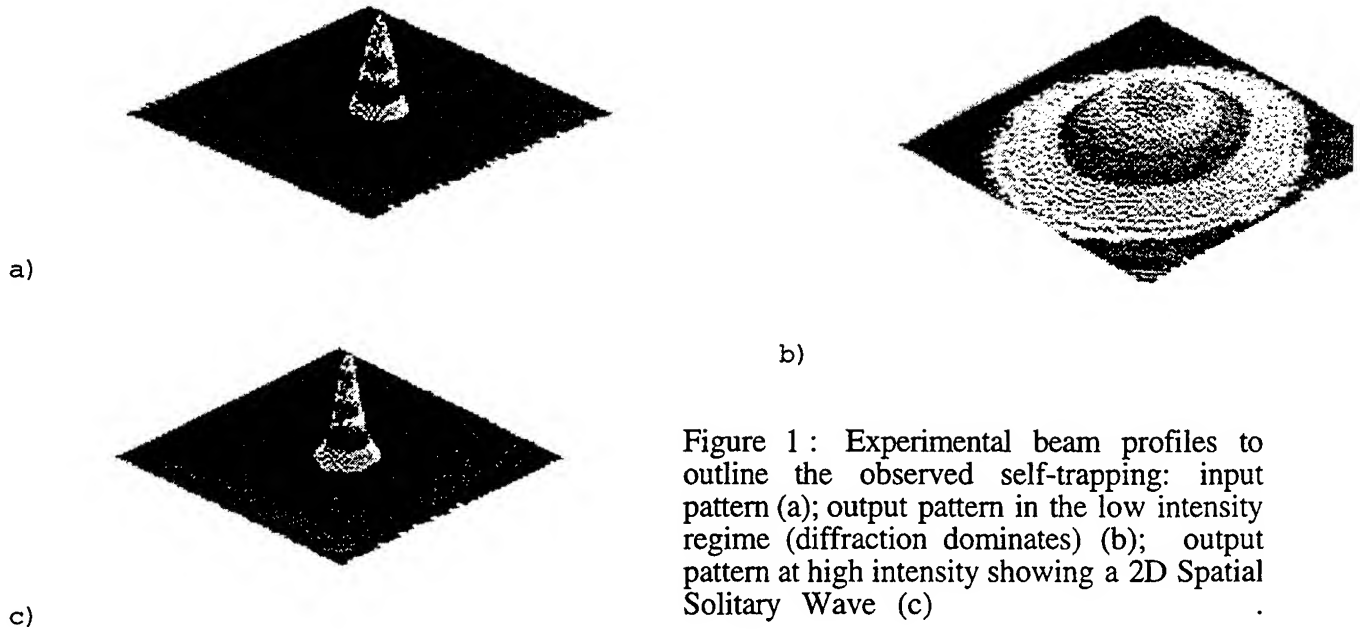 a)
b)
Figure 1 : Experimental beam profiles to
outline the observed self-trapping: input
pattern (a); output pattern in the low intensity
regime (diffraction dominates) (b); output
pattern at high intensity showing a 2D Spatial
Solitary Wave (c) .
c)